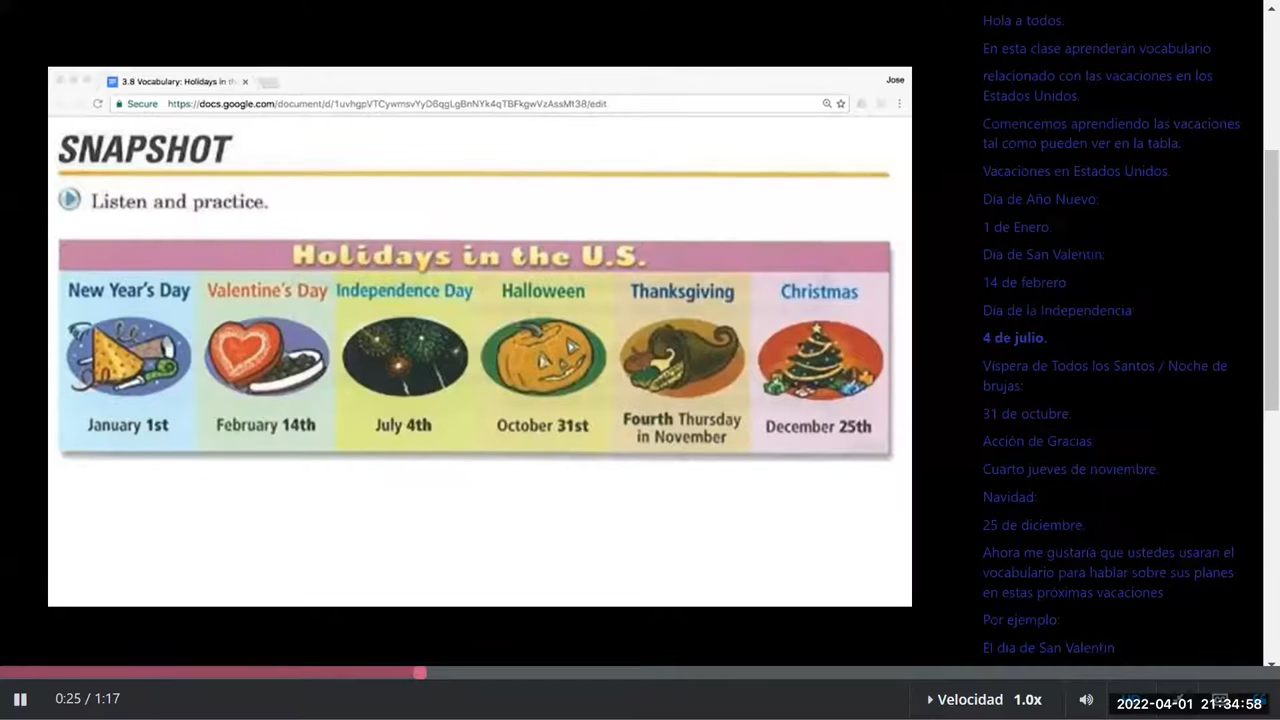 3.8 Vocabulary: Holidays in th
Jose
Secure https://docs.google.com/document/d/1uvhgpVTCywmsvYyD6qgLgBnNYk4qTBFkgwVzAssMt38/edit
SNAPSHOT
Listen and practice.
Holidays in the U.S.
New Year's Day Valentine's Day Independence Day Halloween Thanksgiving Christmas
January 1st February 14th July 4th October 31st Fourth Thursday in November December 25th
Hola a todos.
En esta clase aprenderán vocabulario
relacionado con las vacaciones en los
Estados Unidos.
Comencemos aprendiendo las vacaciones
tal como pueden ver en la tabla.
Vacaciones en Estados Unidos.
Día de Año Nuevo:
1 de Enero.
Día de San Valentín:
14 de febrero
Día de la Independencia:
4 de julio.
Víspera de Todos los Santos / Noche de
brujas:
31 de octubre.
Acción de Gracias:
Cuarto jueves de noviembre.
Navidad:
25 de diciembre.
Ahora me gustaría que ustedes usaran el
vocabulario para hablar sobre sus planes
en estas próximas vacaciones
Por ejemplo:
El día de San Valentín
0:25 / 1:17
Velocidad 1.0x
2022-04-01 21:34:58